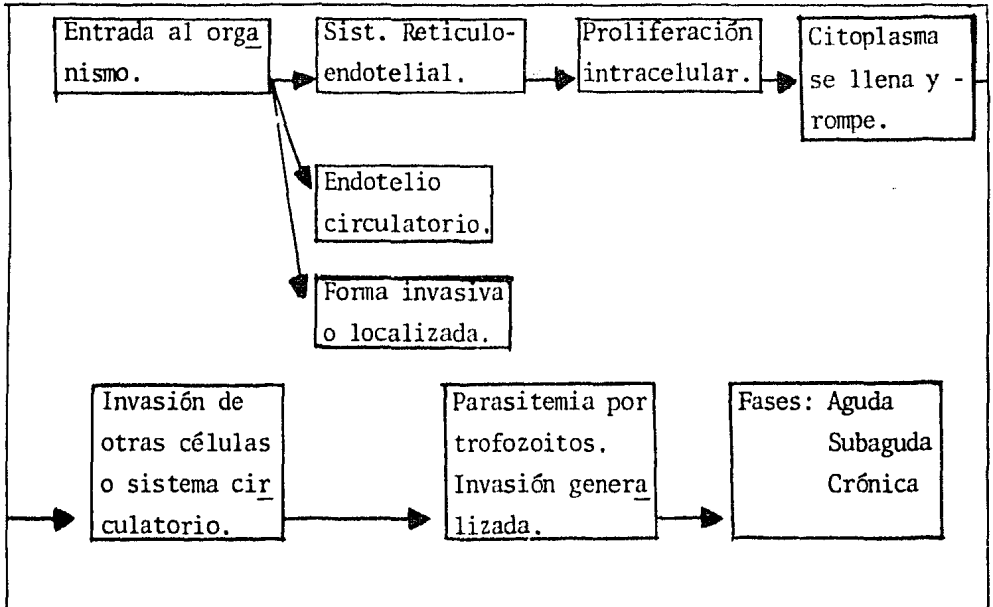 Entrada al orga
nismo.
Sist. Reticulo-
endotelial.
Proliferación
intracelular.
Citoplasma
se llena y -
rompe.
Endotelio
circulatorio.
Forma invasiva
o localizada.
Invasión de
otras células
o sistema cir
culatorio.
Parasitemia por
trofozoitos.
Invasión genera
lizada.
Fases: Aguda
Subaguda
Crónica